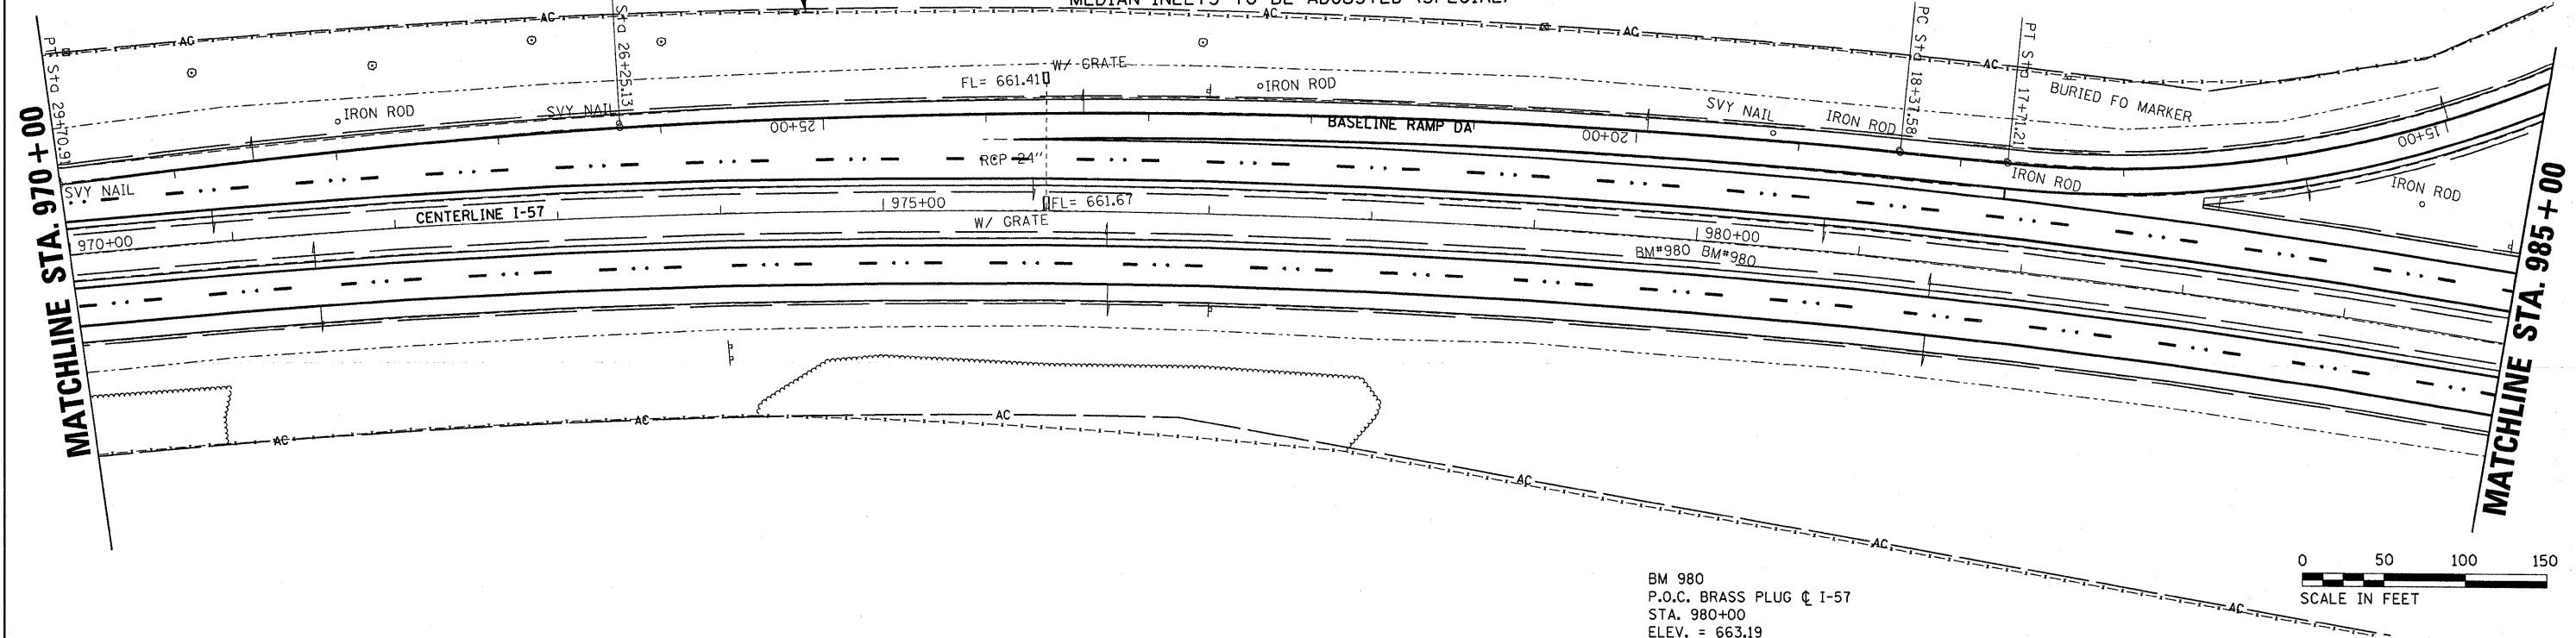 MEDIAN INLETS TO BE ADJUSTED (SPECIAL)
AC
AC
AC
AC
AC
PT Sta 29+70.91
Sta 26+25.13
PC Sta 18+37.58
PT Sta 17+71.21
W/ GRATE
FL= 661.41
IRON ROD
IRON ROD
SVY NAIL
SVY NAIL
IRON ROD
BURIED FO MARKER
25+00
BASELINE RAMP DA
20+00
15+00
RCP 24"
SVY NAIL
IRON ROD
IRON ROD
MATCHLINE STA. 970+00
MATCHLINE STA. 985+00
970+00
CENTERLINE I-57
975+00
FL= 661.67
W/ GRATE
980+00
BM#980 BM#980
AC
AC
AC
AC
AC
AC
BM 980
P.O.C. BRASS PLUG ℄ I-57
STA. 980+00
ELEV. = 663.19
0 50 100 150
SCALE IN FEET